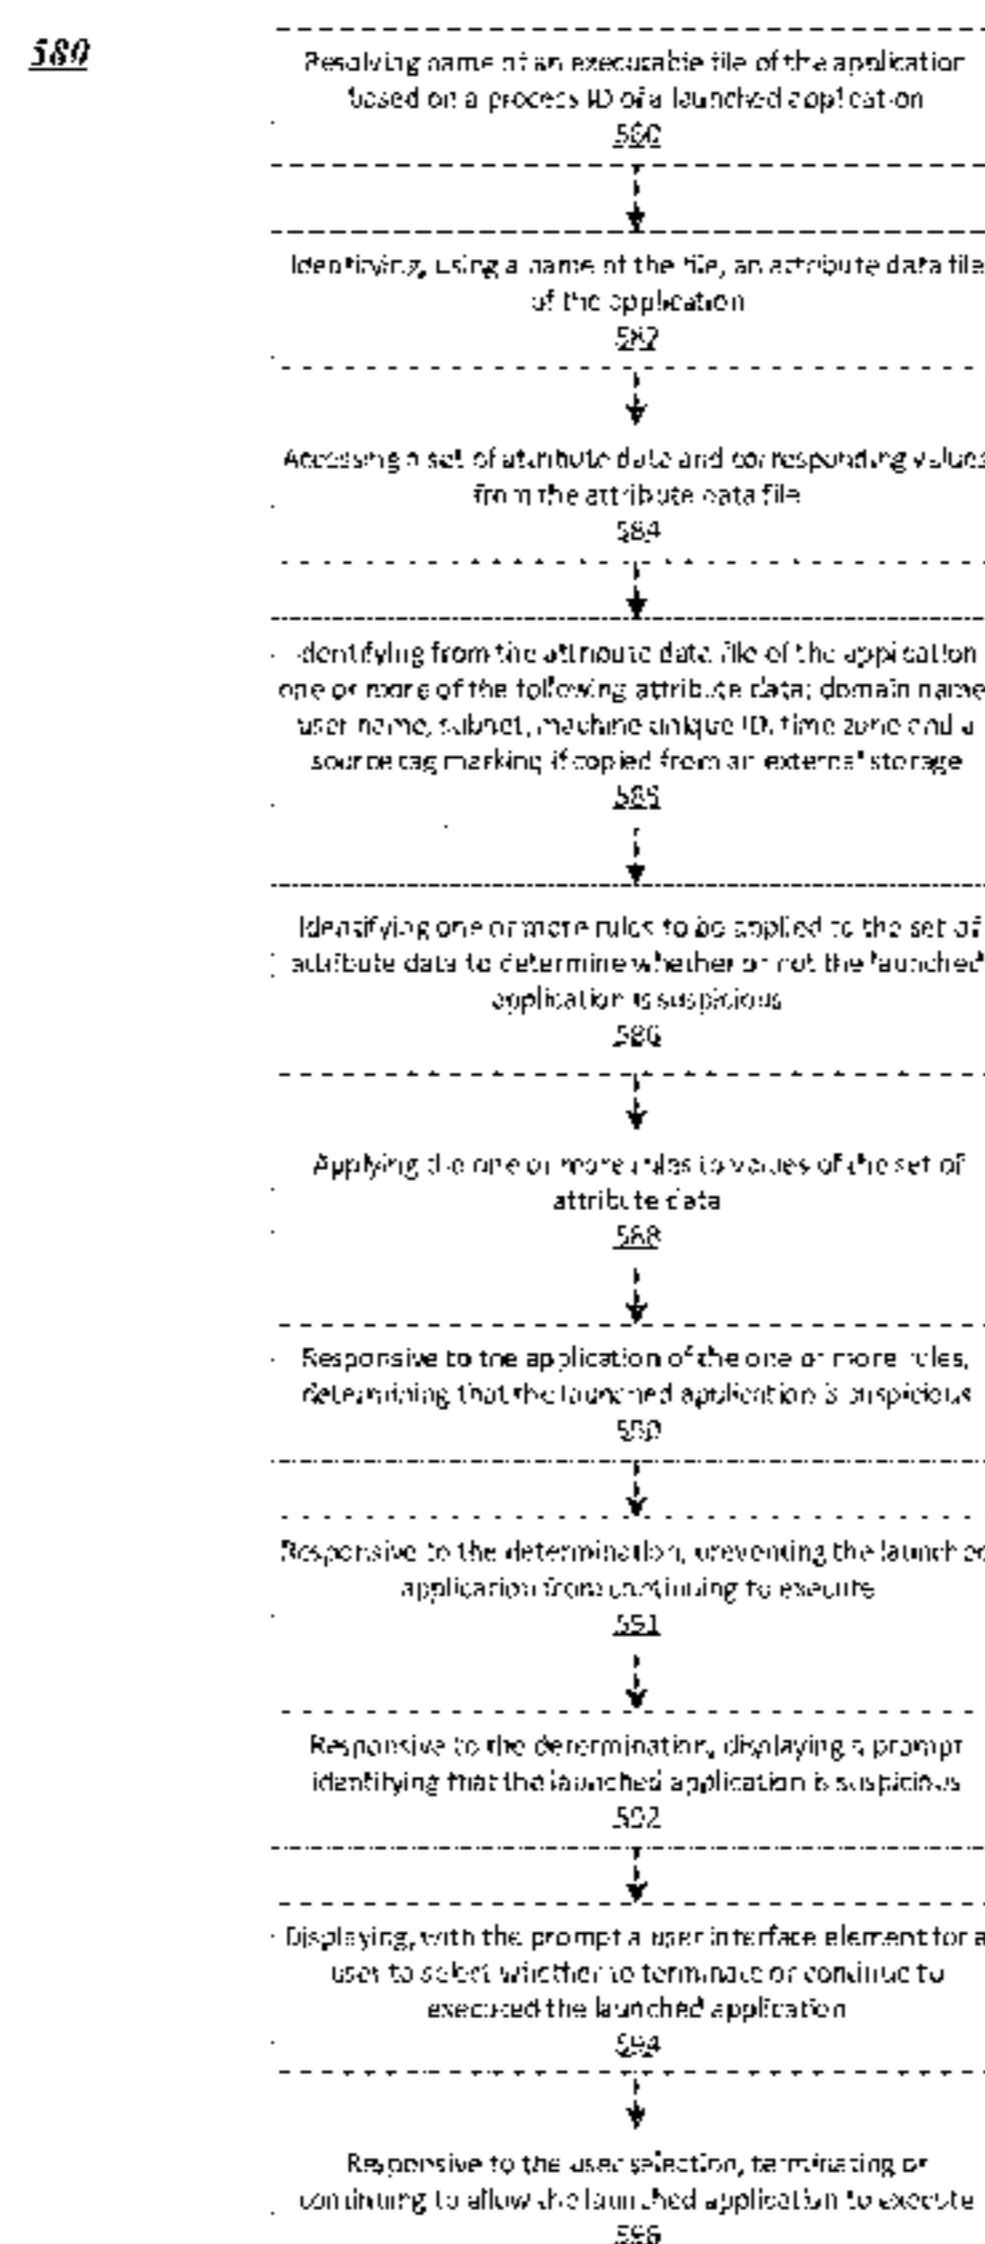 580
Resolving name of an executable file of the application
based on a process ID of a launched application
560
Identifying, using a name of the file, an attribute data file
of the application
582
Accessing a set of attribute data and corresponding values
from the attribute data file
584
Identifying from the attribute data file of the application
one or more of the following attribute data: domain name
user name, subnet, machine unique ID, time zone and a
source tag marking if copied from an external storage
585
Identifying one or more rules to be applied to the set of
attribute data to determine whether or not the launched
application is suspicious
586
Applying the one or more rules to values of the set of
attribute data
588
Responsive to the application of the one or more rules,
determining that the launched application is suspicious
590
Responsive to the determination, preventing the launched
application from continuing to execute
591
Responsive to the determination, displaying a prompt
identifying that the launched application is suspicious
592
Displaying, with the prompt a user interface element for a
user to select whether to terminate or continue to
executed the launched application
594
Responsive to the user selection, terminating or
continuing to allow the launched application to execute
596